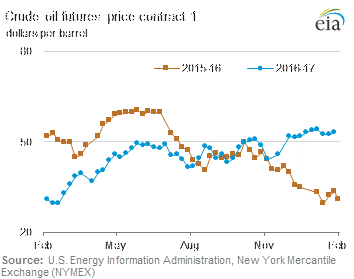 Crude oil futures price contract 1
dollars per barrel
eia
80
2015-16
2016-17
50
20
Feb
May
Aug
Nov
Feb
Source: U.S. Energy Information Administration, New York Mercantile
Exchange (NYMEX)